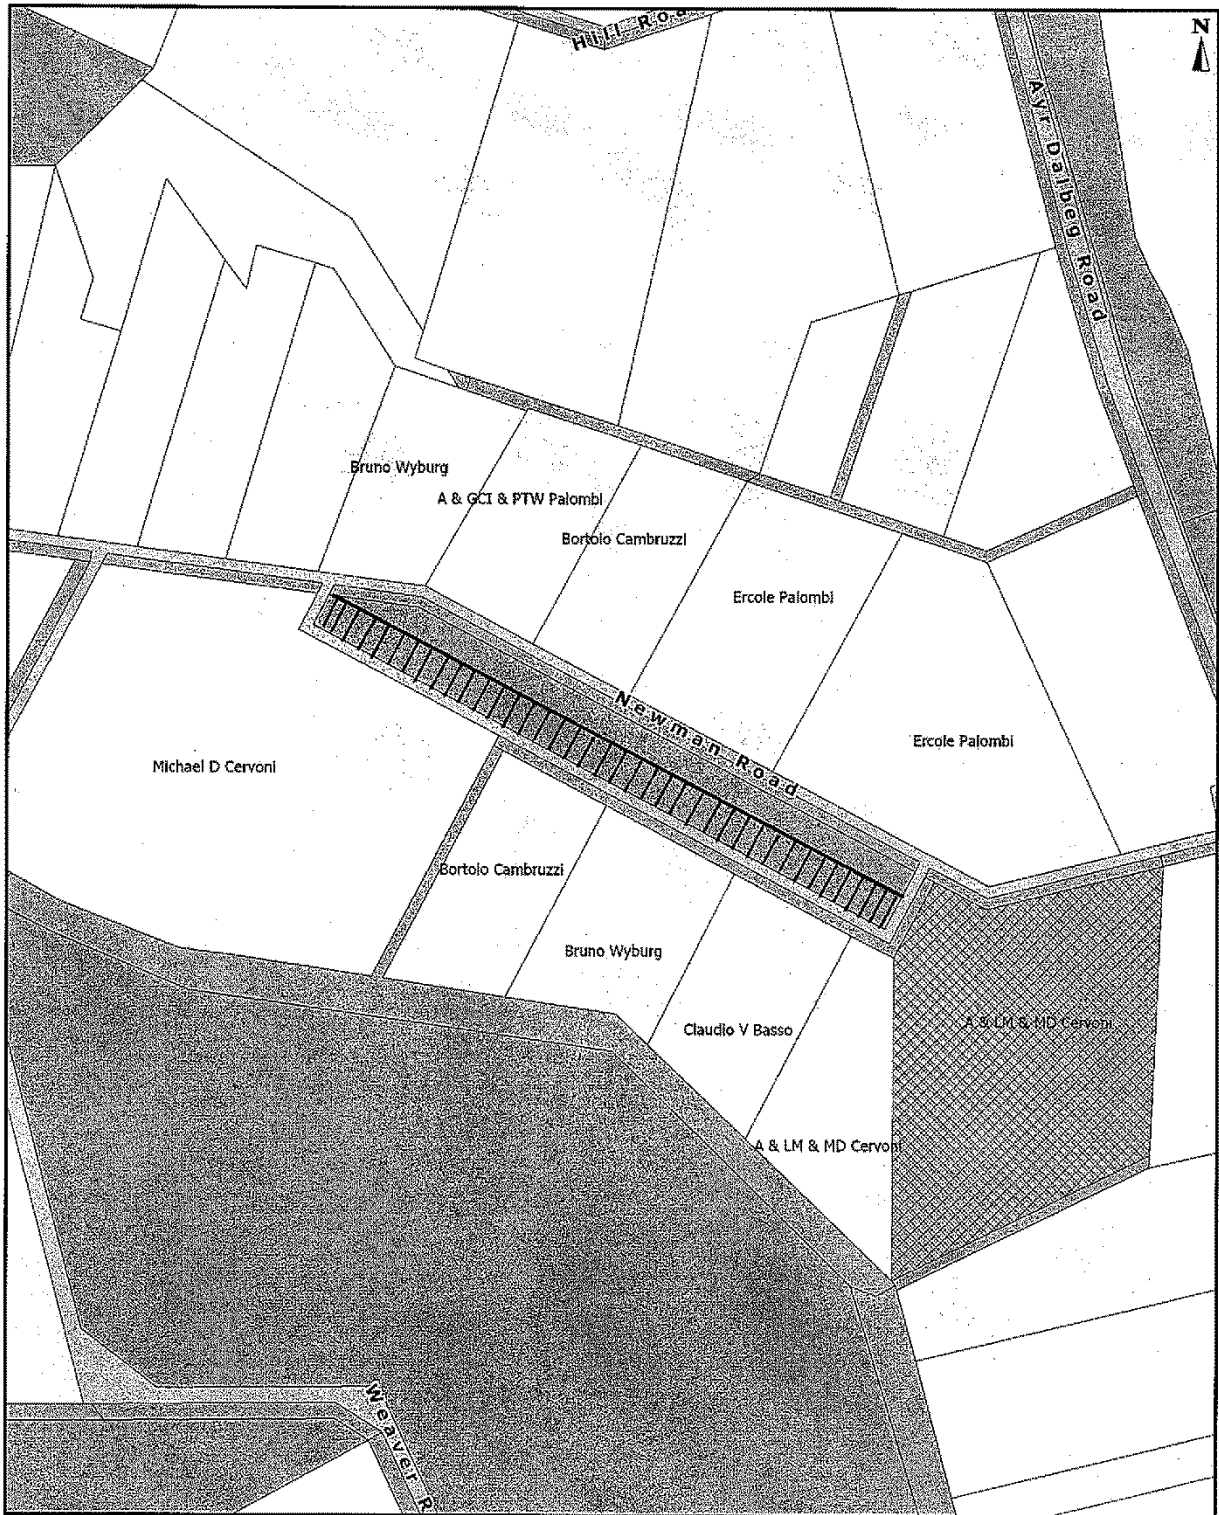 Hill Roa
N
Ayr Dalbeg Road
Bruno Wyburg
A & GCI & PTW Palombi
Bortolo Cambruzzi
Ercole Palombi
Newman Road
Ercole Palombi
Michael D Cervoni
Bortolo Cambruzzi
Bruno Wyburg
Claudio V Basso
A & LM & MD Cervoni
A & LM & MD Cervoni
Weaver R